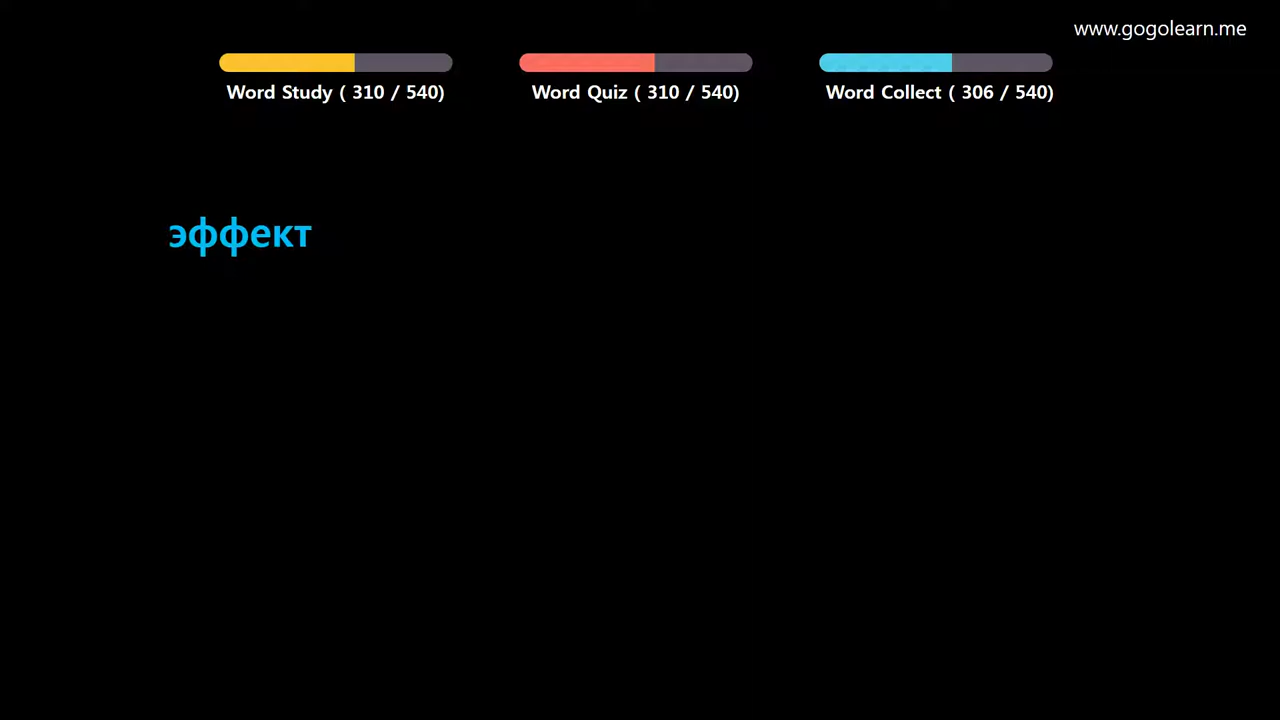 www.gogolearn.me
Word Study ( 310 / 540)
Word Quiz ( 310 / 540)
Word Collect ( 306 / 540)
эффект